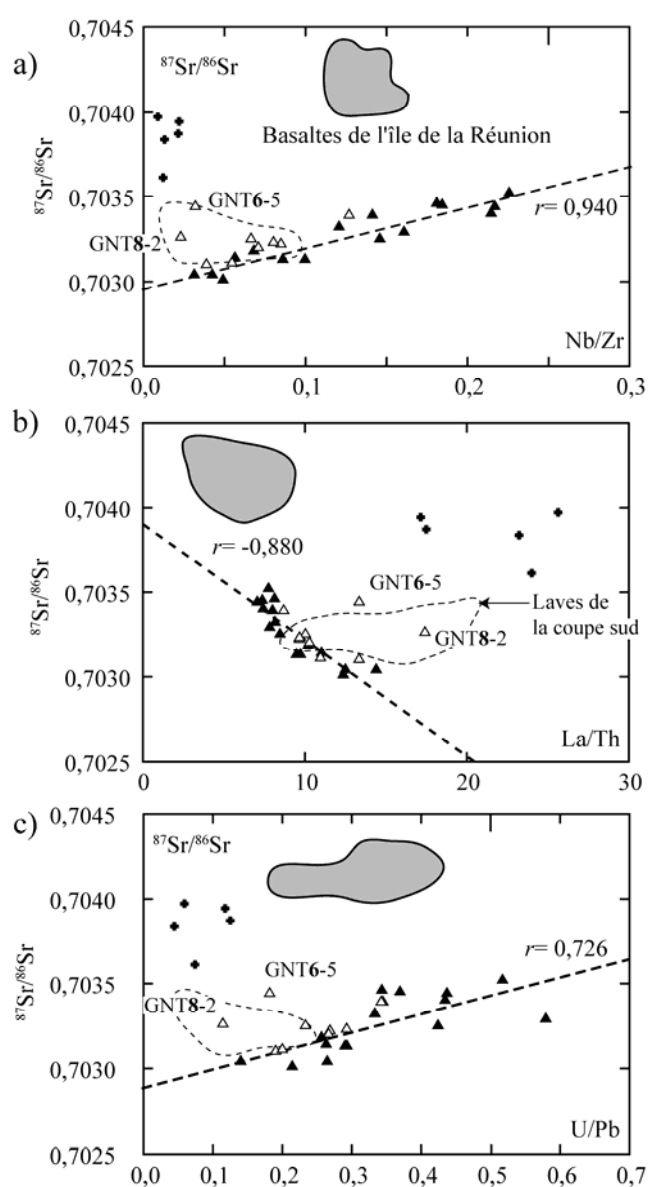 a)
0,7045
0,7040
0,7035
0,7030
0,7025
⁸⁷Sr/⁸⁶Sr
⁸⁷Sr/⁸⁶Sr
Basaltes de l'île de la Réunion
GNT6-5
GNT8-2
r= 0,940
Nb/Zr
0,0 0,1 0,2 0,3
b)
0,7045
0,7040
0,7035
0,7030
0,7025
⁸⁷Sr/⁸⁶Sr
r= -0,880
GNT6-5
Laves de
la coupe sud
GNT8-2
La/Th
0 10 20 30
c)
0,7045
0,7040
0,7035
0,7030
0,7025
⁸⁷Sr/⁸⁶Sr
⁸⁷Sr/⁸⁶Sr
r= 0,726
GNT6-5
GNT8-2
U/Pb
0,0 0,1 0,2 0,3 0,4 0,5 0,6 0,7